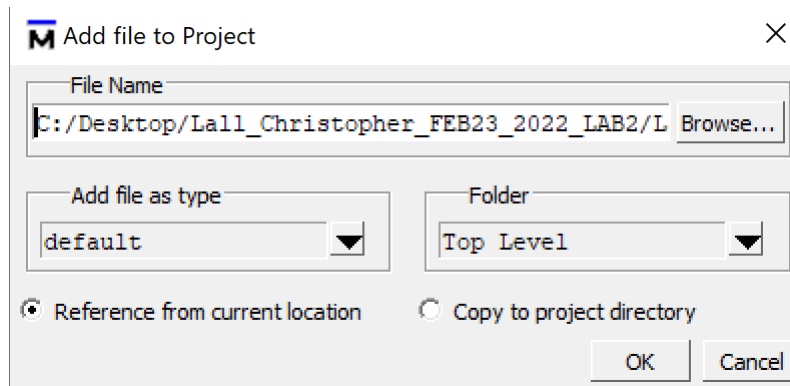 M Add file to Project
File Name
C:/Desktop/Lall_Christopher_FEB23_2022_LAB2/L Browse...
Add file as type Folder
default Top Level
Reference from current location Copy to project directory
OK Cancel